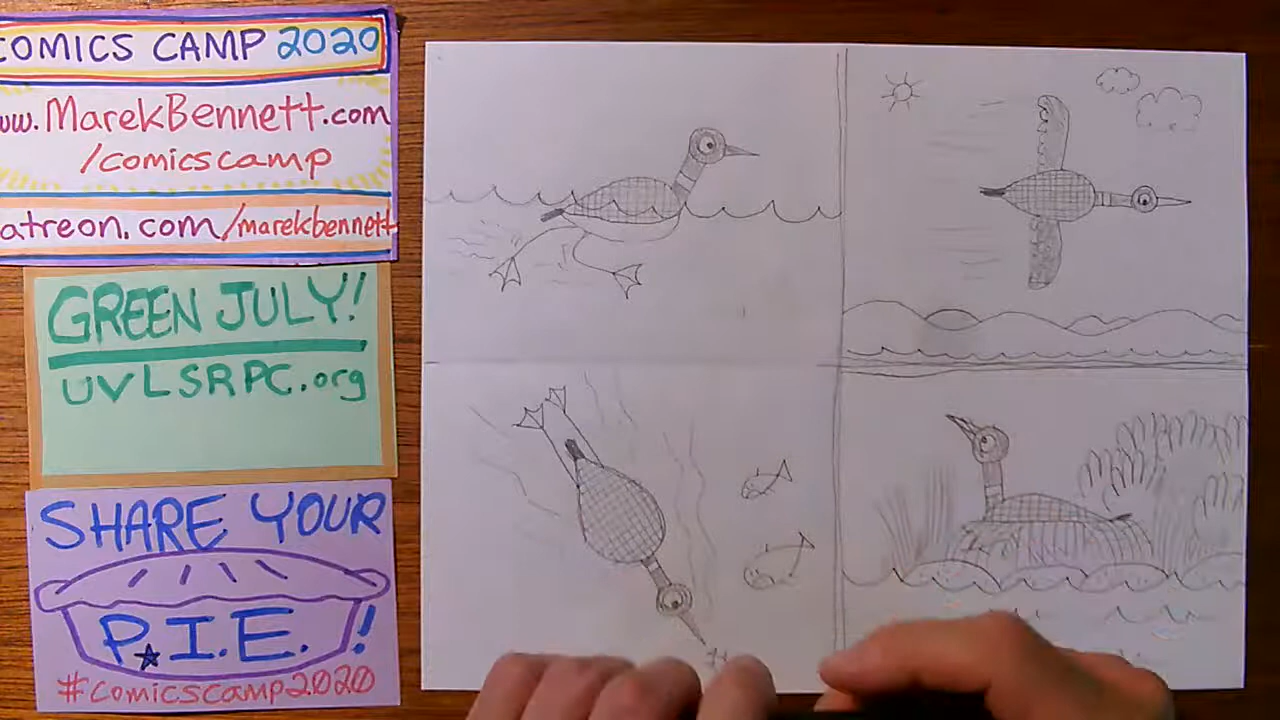 COMICS CAMP 2020
ww.MarekBennett.com
/comicscamp
atreon.com/marekbennett
GREEN JULY!
UVLSRPC.org
SHARE YOUR
P.I.E.!
#comicscamp2020